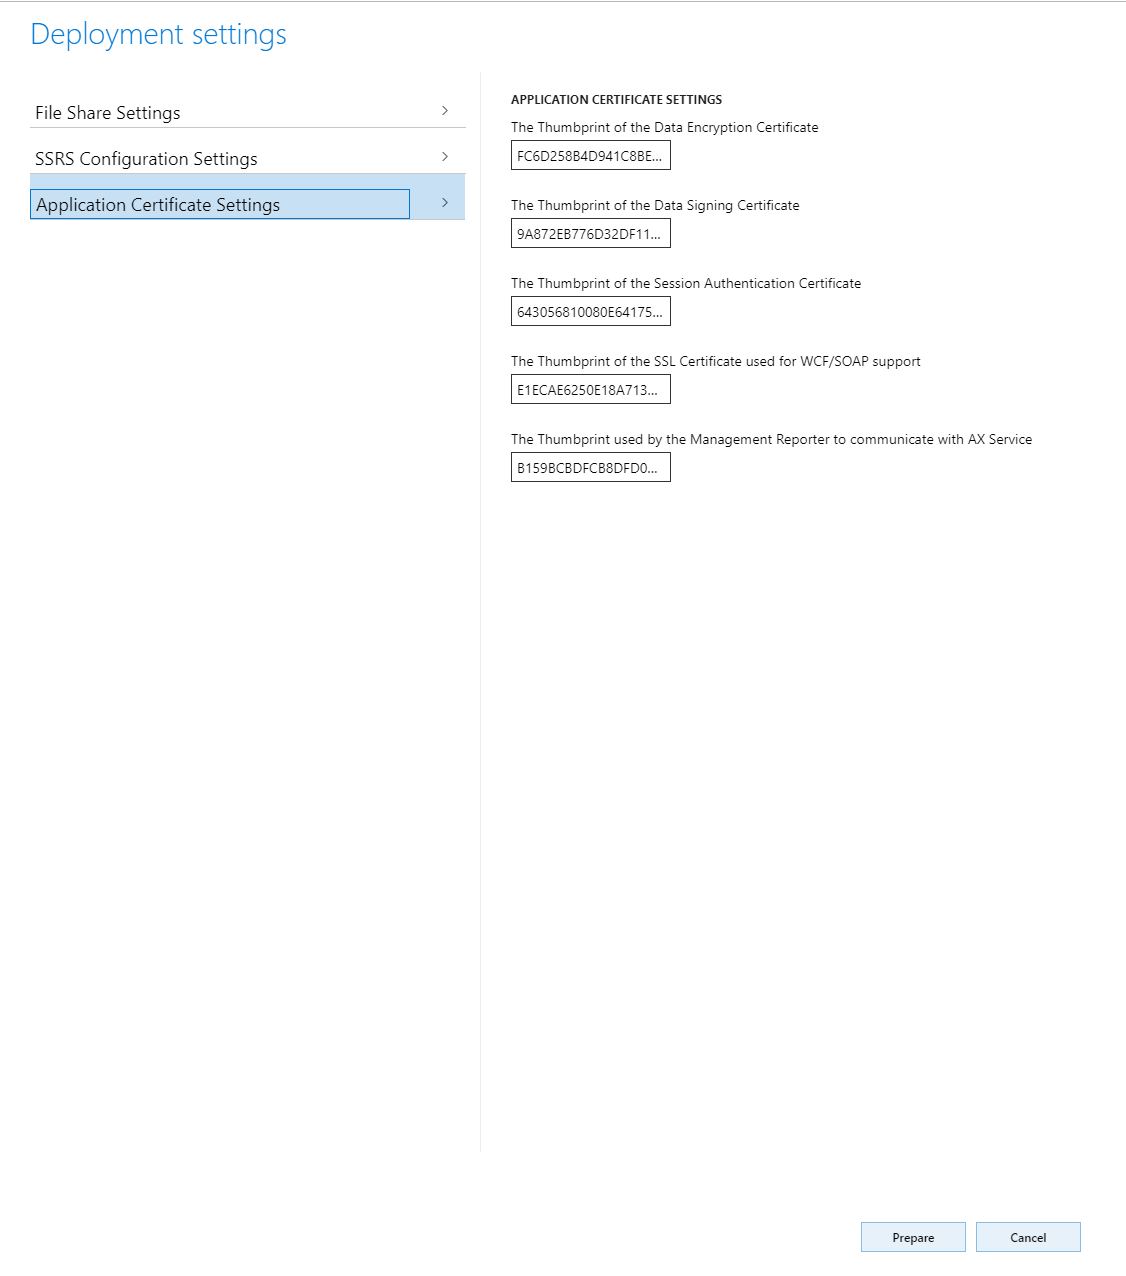 Deployment settings
File Share Settings
SSRS Configuration Settings
Application Certificate Settings
APPLICATION CERTIFICATE SETTINGS
The Thumbprint of the Data Encryption Certificate
FC6D258B4D941C8BE...
The Thumbprint of the Data Signing Certificate
9A872EB776D32DF11...
The Thumbprint of the Session Authentication Certificate
643056810080E64175...
The Thumbprint of the SSL Certificate used for WCF/SOAP support
E1ECAE6250E18A713...
The Thumbprint used by the Management Reporter to communicate with AX Service
B159BCBDFCB8DFD0...
Prepare
Cancel